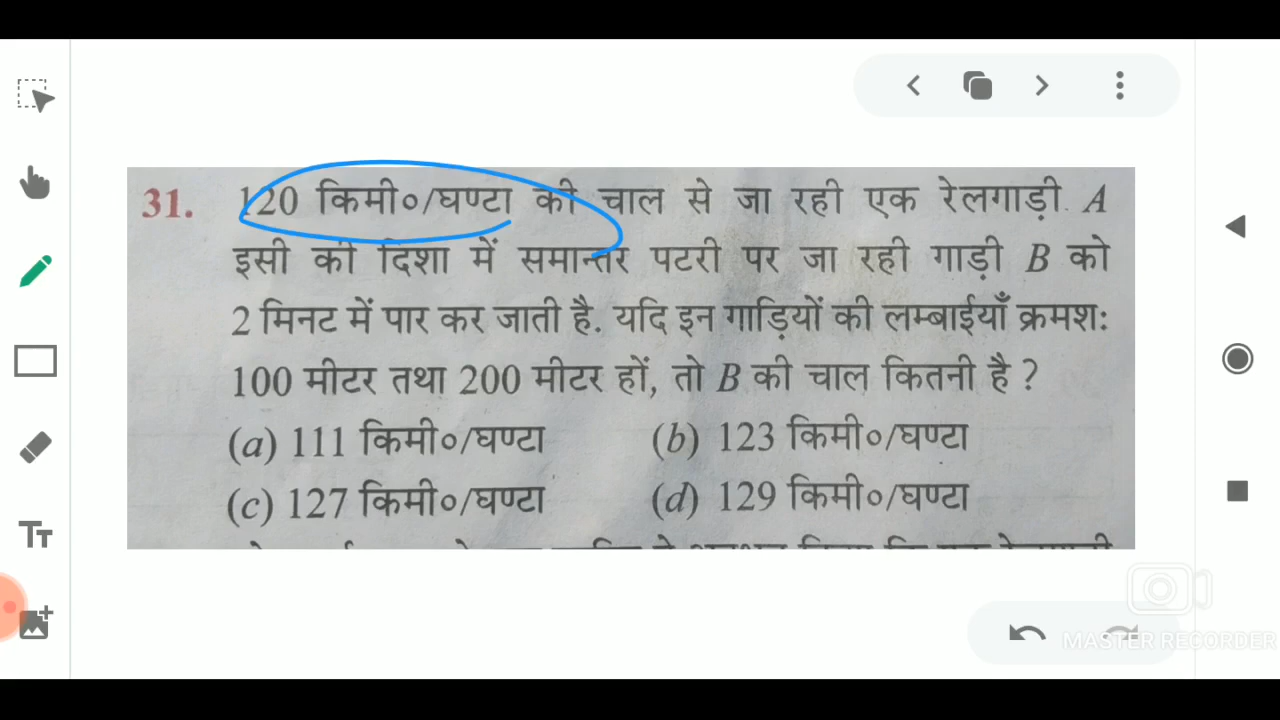 31. 120 किमी०/घण्टा की चाल से जा रही एक रेलगाड़ी A
इसी की दिशा में समान्तर पटरी पर जा रही गाड़ी B को
2 मिनट में पार कर जाती है. यदि इन गाड़ियों की लम्बाईयाँ क्रमश:
100 मीटर तथा 200 मीटर हों, तो B की चाल कितनी है ?
(a) 111 किमी०/घण्टा (b) 123 किमी०/घण्टा
(c) 127 किमी०/घण्टा (d) 129 किमी०/घण्टा
TT
MASTER RECORDER